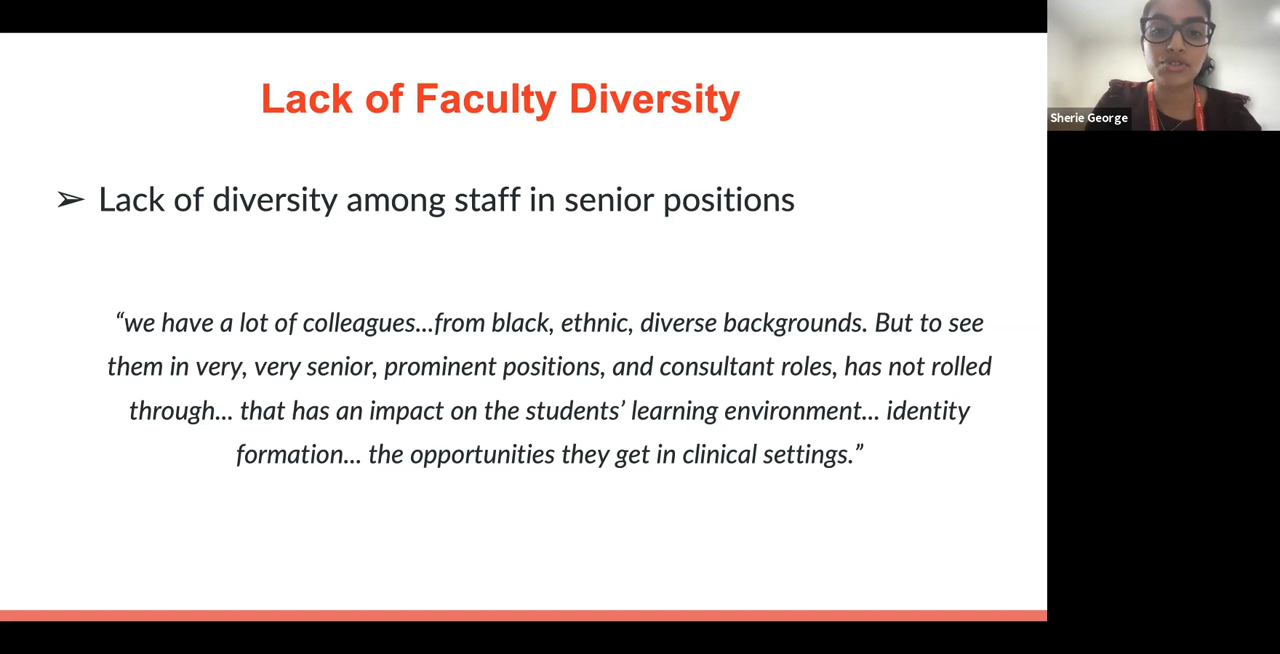 Lack of Faculty Diversity
➢ Lack of diversity among staff in senior positions
“we have a lot of colleagues...from black, ethnic, diverse backgrounds. But to see
them in very, very senior, prominent positions, and consultant roles, has not rolled
through... that has an impact on the students’ learning environment... identity
formation... the opportunities they get in clinical settings.”
Sherie George